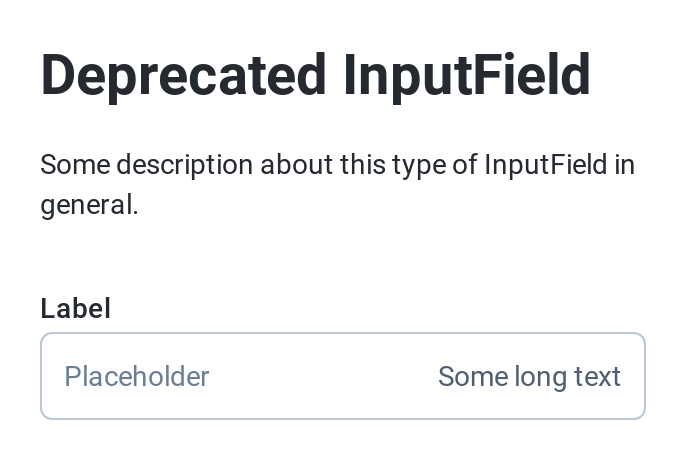 Deprecated InputField
Some description about this type of InputField in
general.
Label
Placeholder Some long text